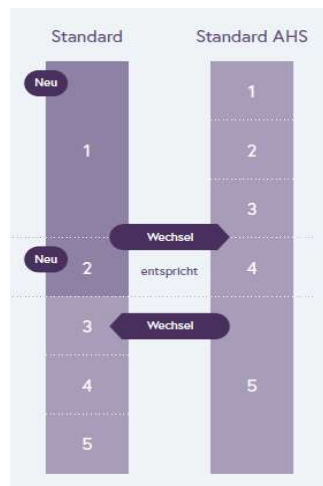 Standard Standard AHS
Neu
1
1
2
3
Wechsel
Neu
2 entspricht 4
3 Wechsel
4 5
5